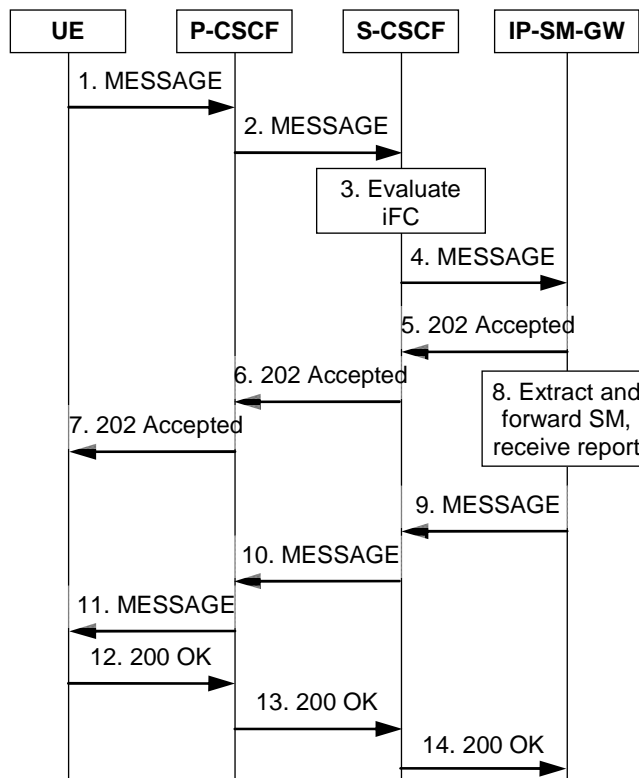 UE
P-CSCF
S-CSCF
IP-SM-GW
1. MESSAGE
2. MESSAGE
3. Evaluate
iFC
4. MESSAGE
5. 202 Accepted
6. 202 Accepted
7. 202 Accepted
8. Extract and
forward SM,
receive report
9. MESSAGE
10. MESSAGE
11. MESSAGE
12. 200 OK
13. 200 OK
14. 200 OK